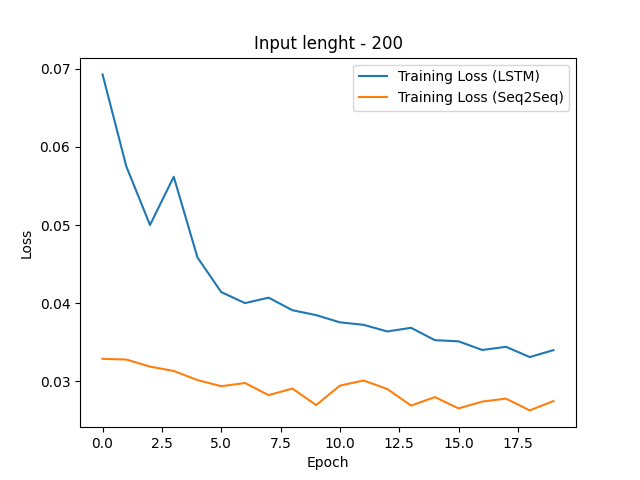 Input lenght - 200
Training Loss (LSTM)
Training Loss (Seq2Seq)
0.07
0.06
0.05
0.04
0.03
Loss
0.0 2.5 5.0 7.5 10.0 12.5 15.0 17.5
Epoch